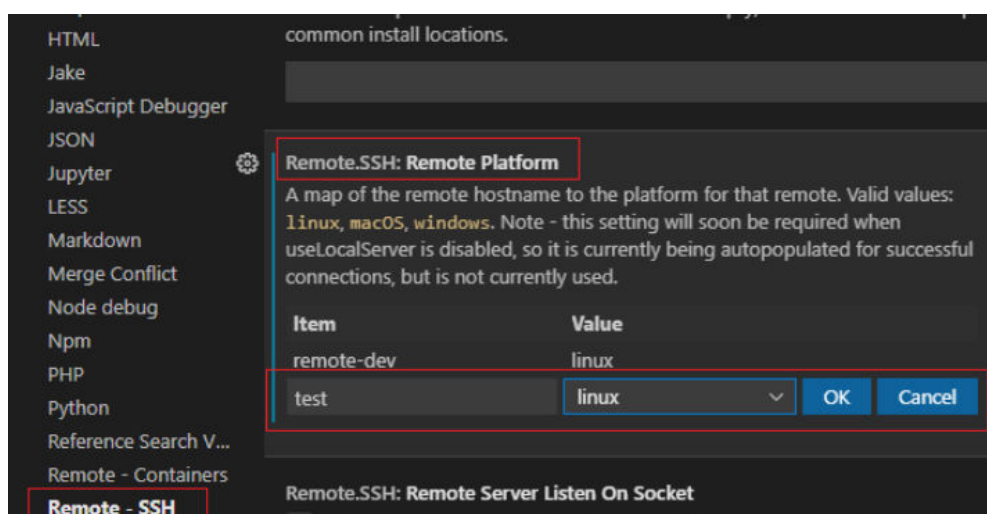 HTML
Jake
JavaScript Debugger
JSON
Jupyter
LESS
Markdown
Merge Conflict
Node debug
Npm
PHP
Python
Reference Search V...
Remote - Containers
Remote - SSH
common install locations.
Remote.SSH: Remote Platform
A map of the remote hostname to the platform for that remote. Valid values:
linux, macOS, windows. Note - this setting will soon be required when
useLocalServer is disabled, so it is currently being autopopulated for successful
connections, but is not currently used.
Item Value
remote-dev linux
test linux OK Cancel
Remote.SSH: Remote Server Listen On Socket